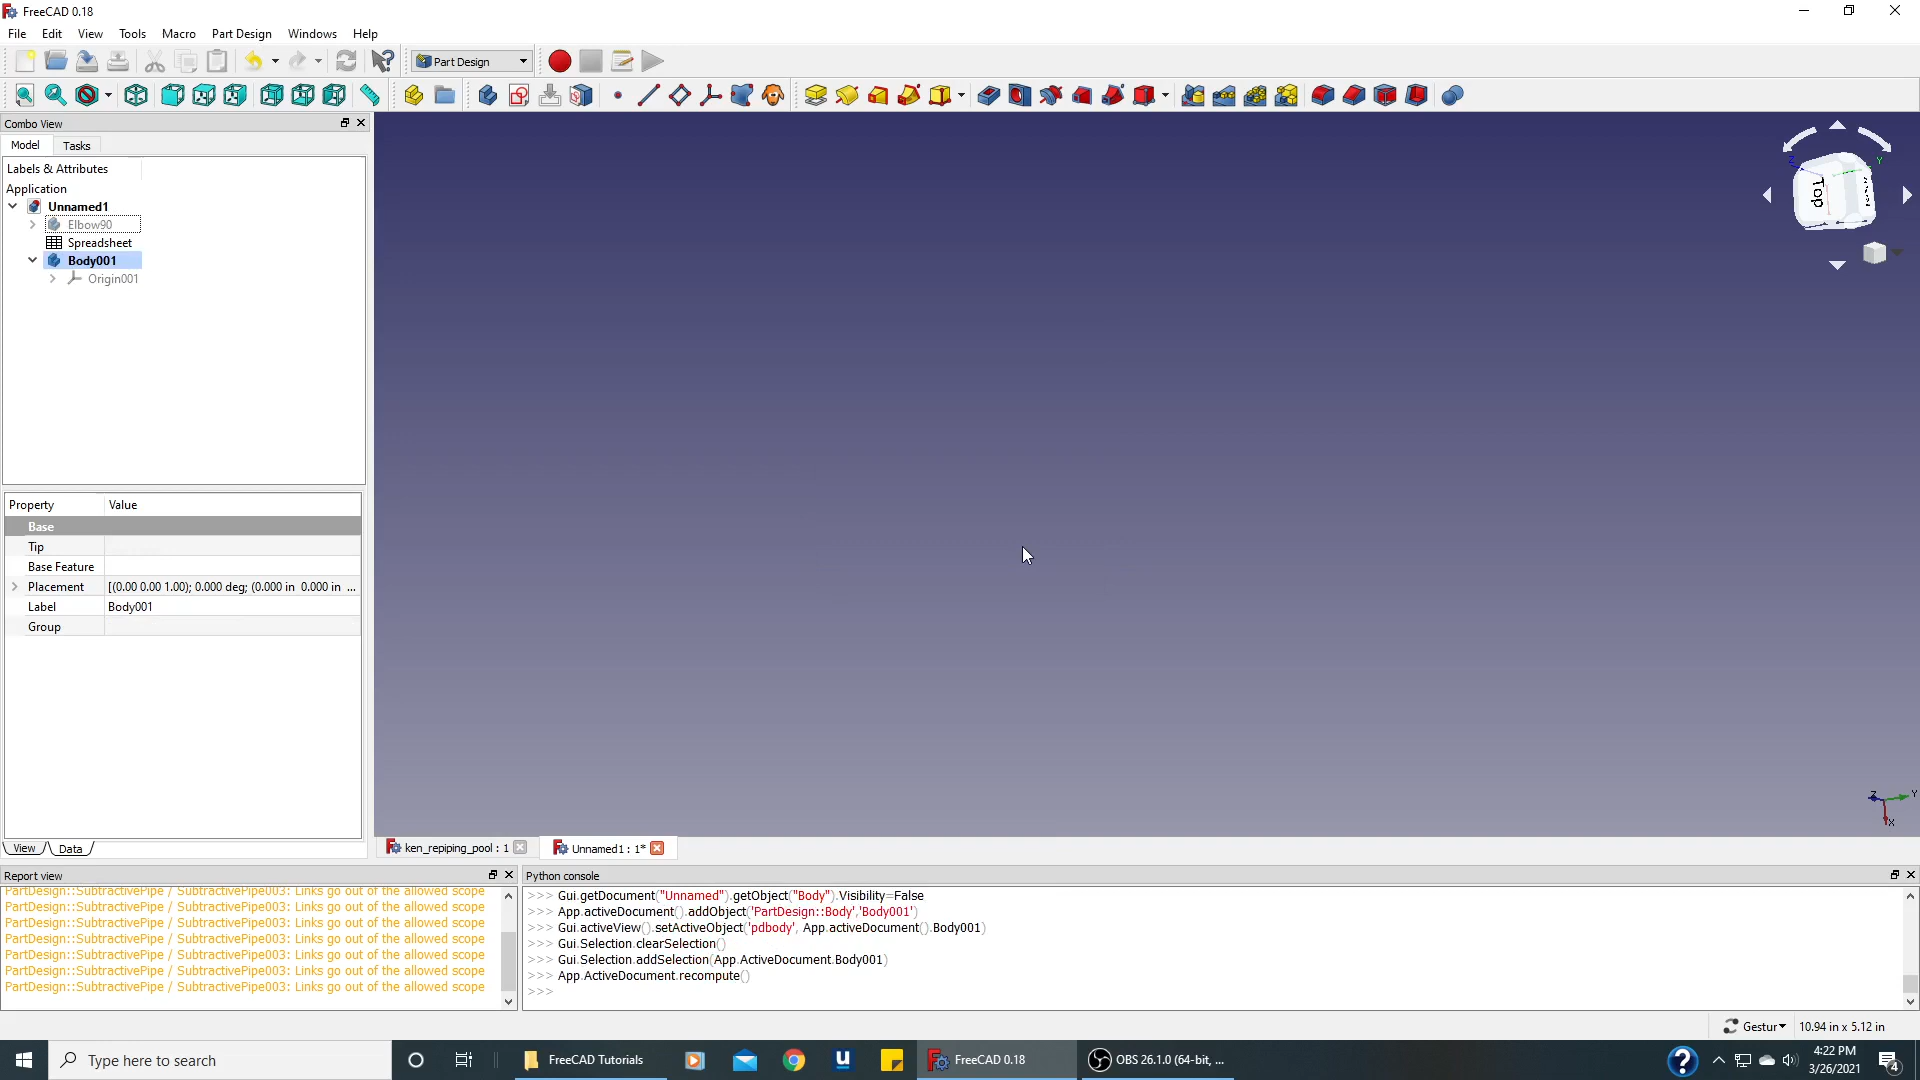 FreeCAD 0.18
File Edit View Tools Macro Part Design Windows Help
Part Design
Combo View
Model Tasks
Labels & Attributes
Application
Unnamed1
Elbow90
Spreadsheet
Body001
Origin001
Top
Z Y
Property Value
Base
Tip
Base Feature
Placement [(0.00 0.00 1.00); 0.000 deg; (0.000 in 0.000 in ...
Label Body001
Group
Z Y
X
View Data
ken_repiping_pool : 1
Unnamed1 : 1*
Report view
PartDesign::SubtractivePipe / SubtractivePipe003: Links go out of the allowed scope
PartDesign::SubtractivePipe / SubtractivePipe003: Links go out of the allowed scope
PartDesign::SubtractivePipe / SubtractivePipe003: Links go out of the allowed scope
PartDesign::SubtractivePipe / SubtractivePipe003: Links go out of the allowed scope
PartDesign::SubtractivePipe / SubtractivePipe003: Links go out of the allowed scope
PartDesign::SubtractivePipe / SubtractivePipe003: Links go out of the allowed scope
PartDesign::SubtractivePipe / SubtractivePipe003: Links go out of the allowed scope
Python console
>>> Gui.getDocument("Unnamed").getObject("Body").Visibility=False
>>> App.activeDocument().addObject('PartDesign::Body','Body001')
>>> Gui.activeView().setActiveObject('pdbody', App.activeDocument().Body001)
>>> Gui.Selection.clearSelection()
>>> Gui.Selection.addSelection(App.ActiveDocument.Body001)
>>> App.ActiveDocument.recompute()
>>>
Gestur 10.94 in x 5.12 in
Type here to search
FreeCAD Tutorials
FreeCAD 0.18
OBS 26.1.0 (64-bit, ...
4:22 PM
3/26/2021
4